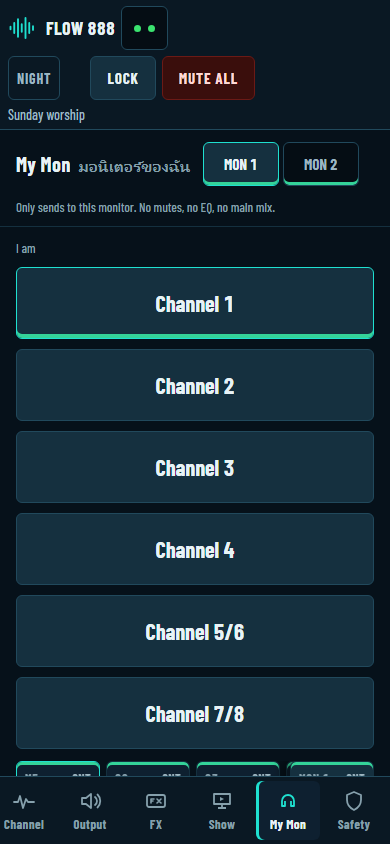 FLOW 888
NIGHT LOCK MUTE ALL
Sunday worship
My Mon มอนิเตอร์ของฉัน MON 1 MON 2
Only sends to this monitor. No mutes, no EQ, no main mix.
I am
Channel 1
Channel 2
Channel 3
Channel 4
Channel 5/6
Channel 7/8
Channel Output FX Show My Mon Safety